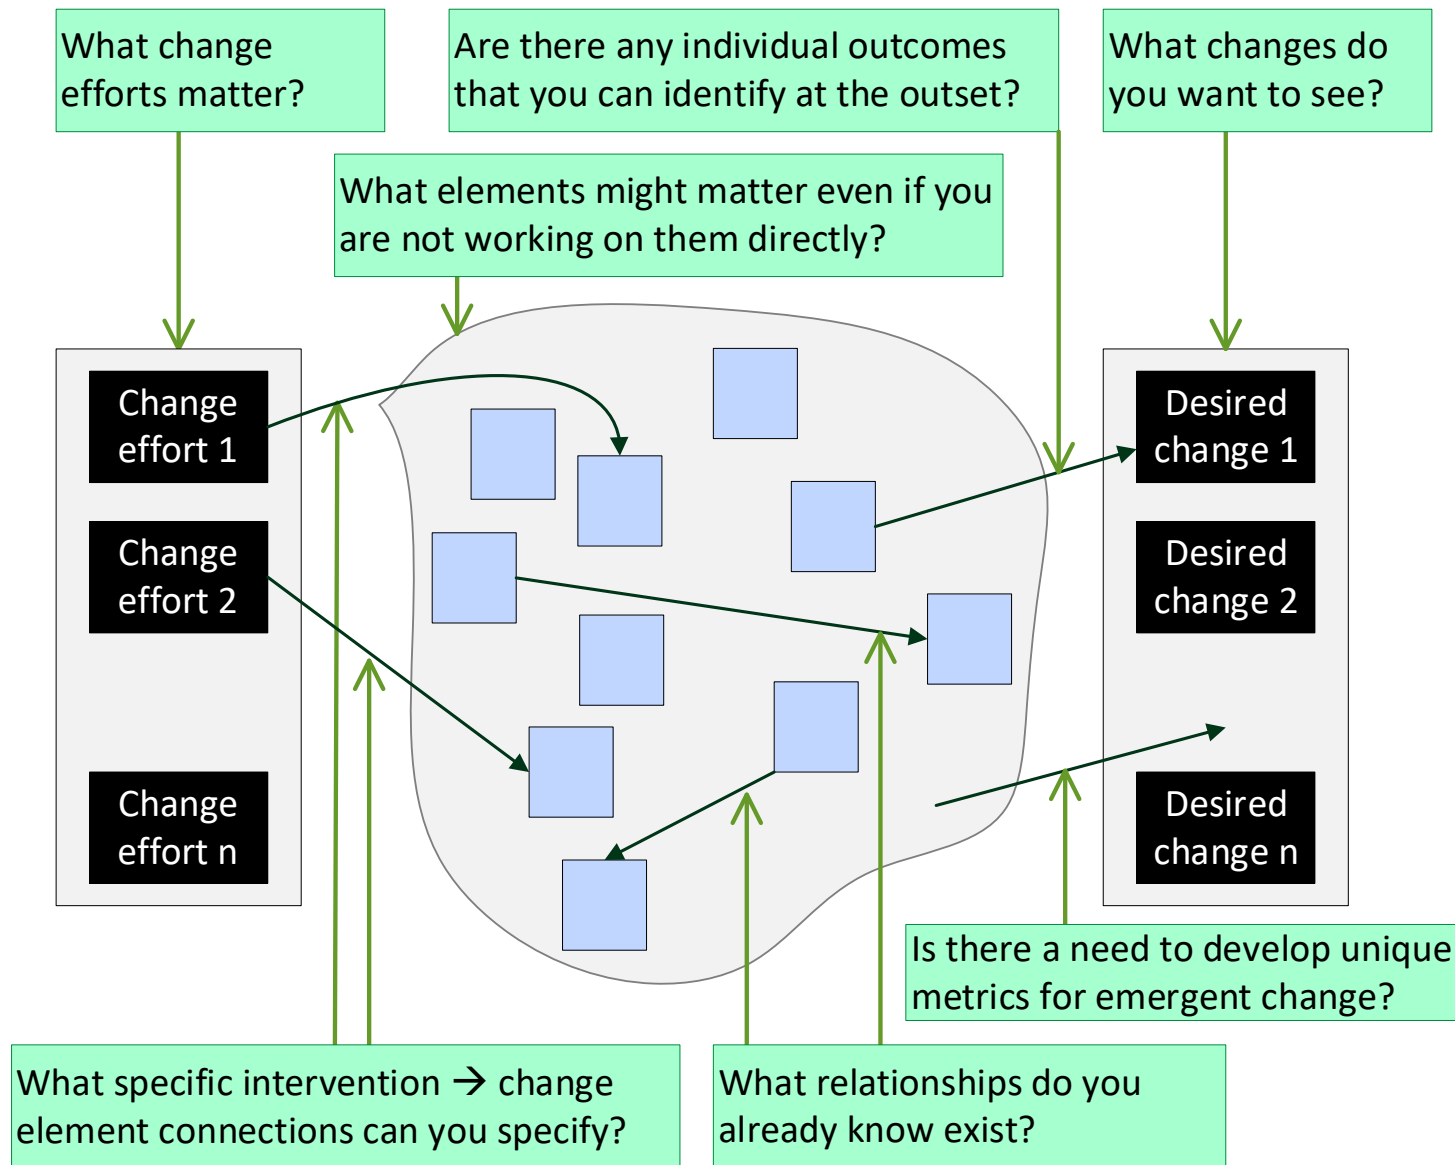 What change
efforts matter?
Are there any individual outcomes
that you can identify at the outset?
What changes do
you want to see?
What elements might matter even if you
are not working on them directly?
Change
effort 1
Change
effort 2
Change
effort n
Desired
change 1
Desired
change 2
Desired
change n
Is there a need to develop unique
metrics for emergent change?
What specific intervention → change
element connections can you specify?
What relationships do you
already know exist?